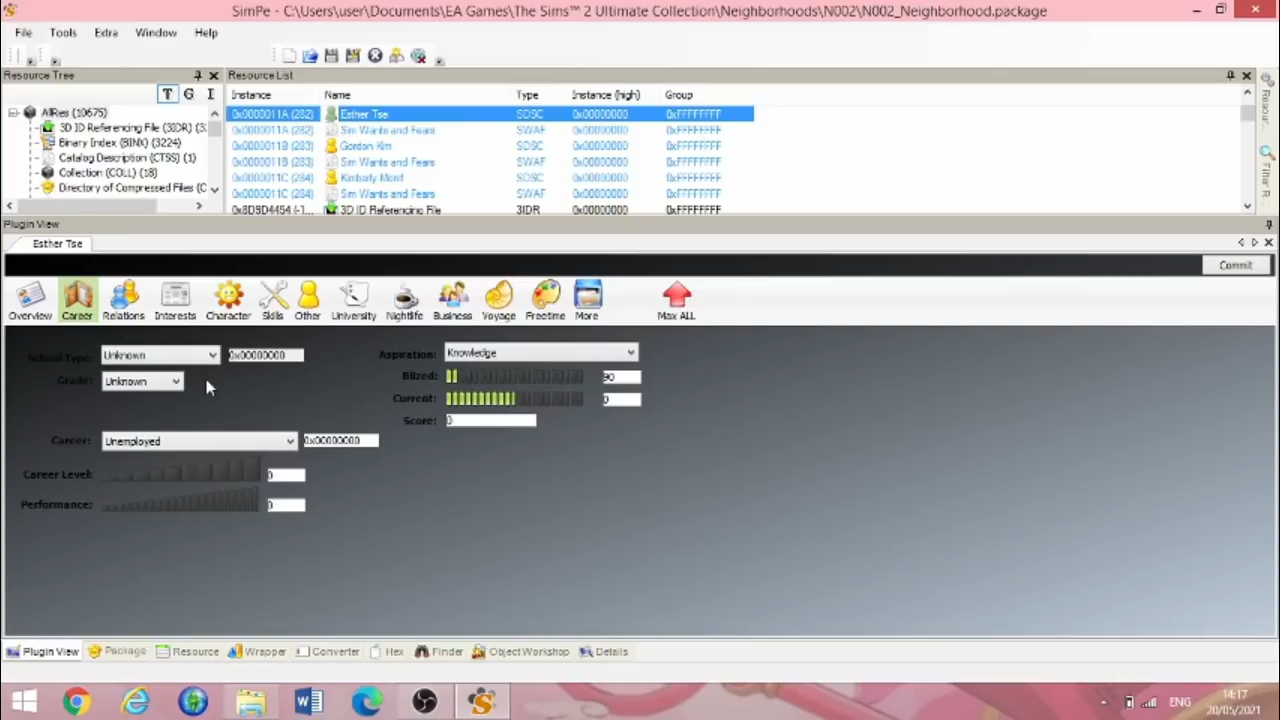 SimPe - C:\Users\user\Documents\EA Games\The Sims™ 2 Ultimate Collection\Neighborhoods\N002\N002_Neighborhood.package
File Tools Extra Window Help
Resource Tree
Resource List
T G I
Instance Name Type Instance (high) Group
AllRes (10675)
3D ID Referencing File (3IDR) (3:
Binary Index (BINX) (3224)
Catalog Description (CTSS) (1)
Collection (COLL) (18)
Directory of Compressed Files (C
0x0000011A (282) Esther Tse SDSC 0x00000000 0xFFFFFFFF
0x0000011A (282) Sim Wants and Fears SWAF 0x00000000 0xFFFFFFFF
0x0000011B (283) Gordon Kim SDSC 0x00000000 0xFFFFFFFF
0x0000011B (283) Sim Wants and Fears SWAF 0x00000000 0xFFFFFFFF
0x0000011C (284) Kimberly SDSC 0x00000000 0xFFFFFFFF
0x0000011C (284) Sim Wants and Fears SWAF 0x00000000 0xFFFFFFFF
0x8D9D4454 (-1... 3D ID Referencing File 3IDR 0x00000000 0xFFFFFFFF
Filter R...
Plugin View
Esther Tse
Commit
Overview Career Relations Interests Character Skills Other University Nightlife Business Voyage Freetime More Max ALL
School Type: Unknown 0x00000000
Grade: Unknown
Career: Unemployed 0x00000000
Career Level: 0
Performance: 0
Aspiration: Knowledge
Blized: 90
Current: 0
Score: 0
Plugin View Package Resource Wrapper Converter Hex Finder Object Workshop Details
ENG
14:17
20/05/2021